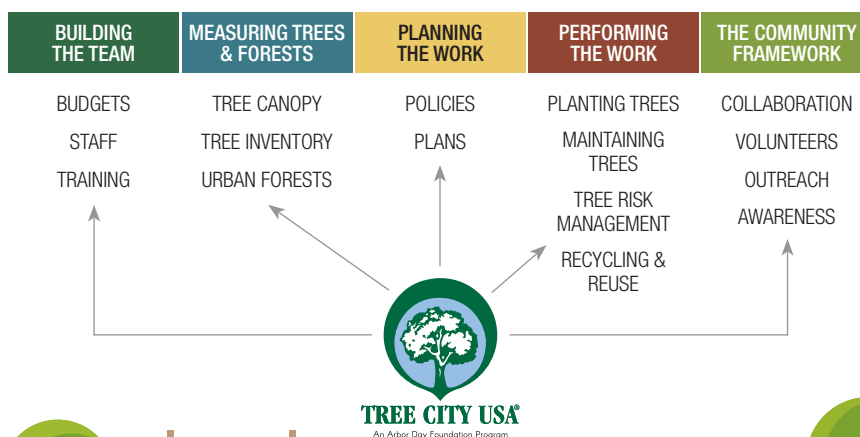 BUILDING
THE TEAM
MEASURING TREES
& FORESTS
PLANNING
THE WORK
PERFORMING
THE WORK
THE COMMUNITY
FRAMEWORK
BUDGETS
STAFF
TRAINING
TREE CANOPY
TREE INVENTORY
URBAN FORESTS
POLICIES
PLANS
PLANTING TREES
MAINTAINING
TREES
TREE RISK
MANAGEMENT
RECYCLING &
REUSE
COLLABORATION
VOLUNTEERS
OUTREACH
AWARENESS
TREE CITY USA®
An Arbor Day Foundation Program